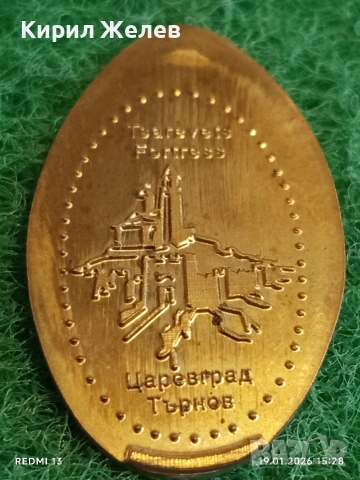 Кирил Желев
Tsarevets
Fortress
Царевград
Търнов
REDMI 13
19.01.2026 15:28